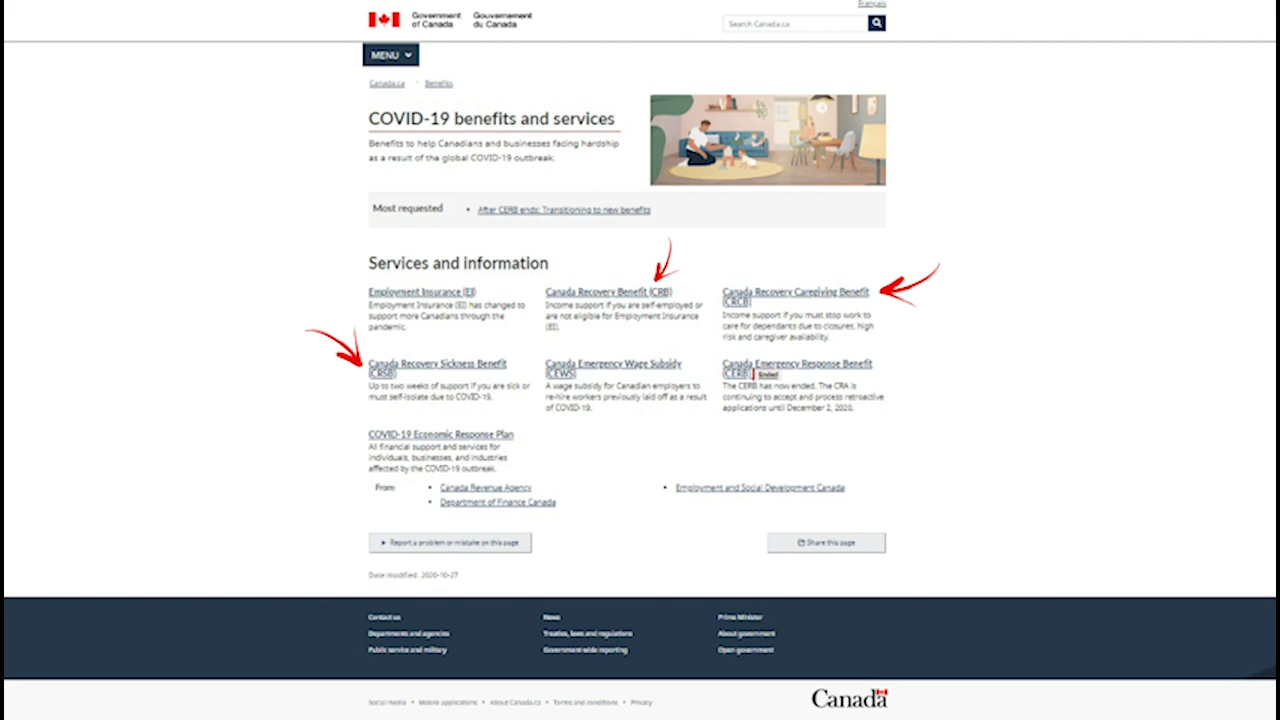 Français
Government of Canada
Gouvernement du Canada
Search Canada.ca
MENU
Canada.ca
Benefits
COVID-19 benefits and services
Benefits to help Canadians and businesses facing hardship
as a result of the global COVID-19 outbreak.
Most requested
• After CERB ends: Transitioning to new benefits
Services and information
Employment Insurance (EI)
Employment Insurance (EI) has changed to
support more Canadians through the
pandemic.
Canada Recovery Benefit (CRB)
Income support if you are self-employed or
are not eligible for Employment Insurance
(EI).
Canada Recovery Caregiving Benefit
(CRCB)
Income support if you must stop work to
care for dependants due to closures, high
risk and caregiver availability.
Canada Recovery Sickness Benefit
(CRSB)
Up to two weeks of support if you are sick or
must self-isolate due to COVID-19.
Canada Emergency Wage Subsidy
(CEWS)
A wage subsidy for Canadian employers to
re-hire workers previously laid off as a result
of COVID-19.
Canada Emergency Response Benefit
(CERB) Ended
The CERB has now ended. The CRA is
continuing to accept and process retroactive
applications until December 2, 2020.
COVID-19 Economic Response Plan
All financial support and services for
individuals, businesses, and industries
affected by the COVID-19 outbreak.
From:
• Canada Revenue Agency
• Department of Finance Canada
• Employment and Social Development Canada
Report a problem or mistake on this page
Share this page
Date modified: 2020-10-27
Contact us
Departments and agencies
Public service and military
News
Treaties, laws and regulations
Government-wide reporting
Prime Minister
About government
Open government
Social media • Mobile applications • About Canada.ca • Terms and conditions • Privacy
Canada